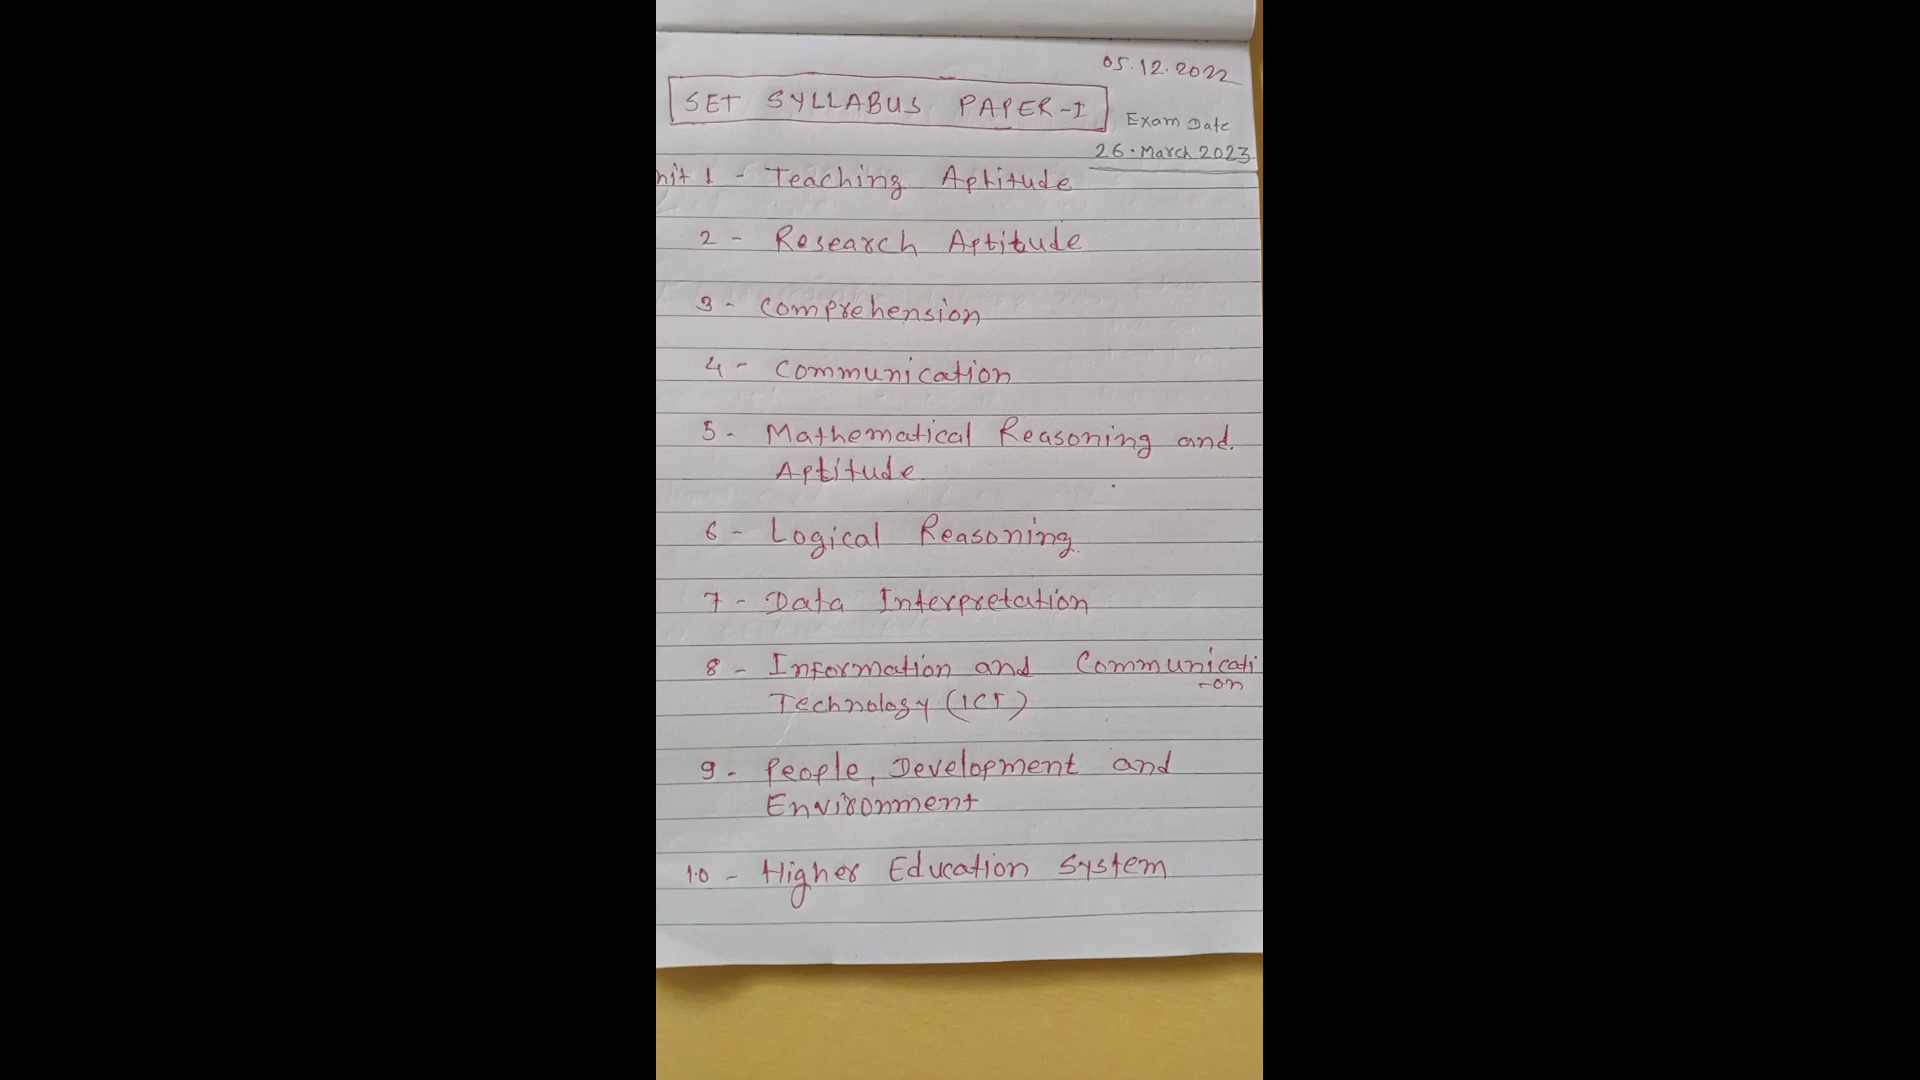 05.12.2022
SET SYLLABUS PAPER-I
Exam Date
26. March 2023
nit 1 - Teaching Aptitude
2 - Research Aptitude
3 - Comprehension
4 - Communication
5 - Mathematical Reasoning and.
Aptitude.
6 - Logical Reasoning.
7 - Data Interpretation
8 - Information and Communicati
-on
Technology (ICT)
9 - People, Development and
Environment
10 - Higher Education System